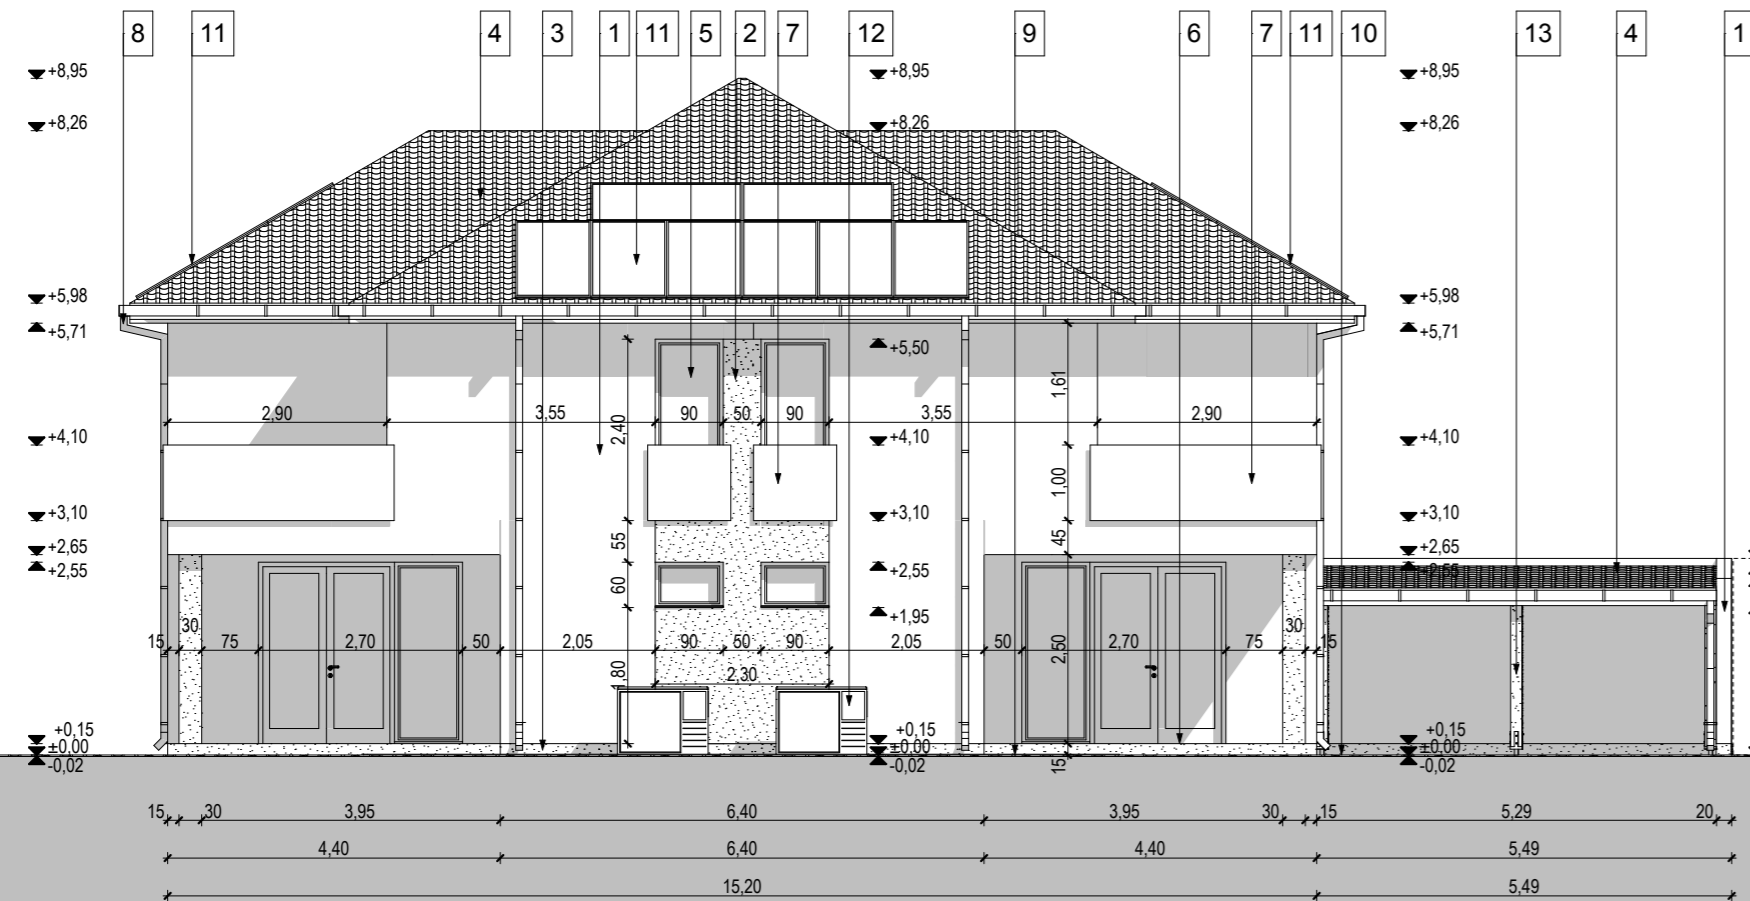 8 11 4 3 1 11 5 2 7 12 9 6 7 11 10 13 4 1
+8,95 +8,95 +8,95
+8,26 +8,26 +8,26
+5,98 +5,98
+5,71 +5,71
+5,50
1,61
2,90 3,55 90 50 90 3,55 2,90
2,40
+4,10 +4,10 +4,10
1,00
+3,10 +3,10 +3,10
55 45
+2,65 +2,65
+2,55 +2,55 +2,55
60
+1,95
15 30 75 2,70 50 2,05 90 50 90 2,05 50 2,50 2,70 75 30 15
1,80 2,30
+0,15 +0,15 +0,15
±0,00 ±0,00 ±0,00
-0,02 -0,02 15 -0,02
15 30 3,95 6,40 3,95 30 15 5,29 20
4,40 6,40 4,40 5,49
15,20 5,49